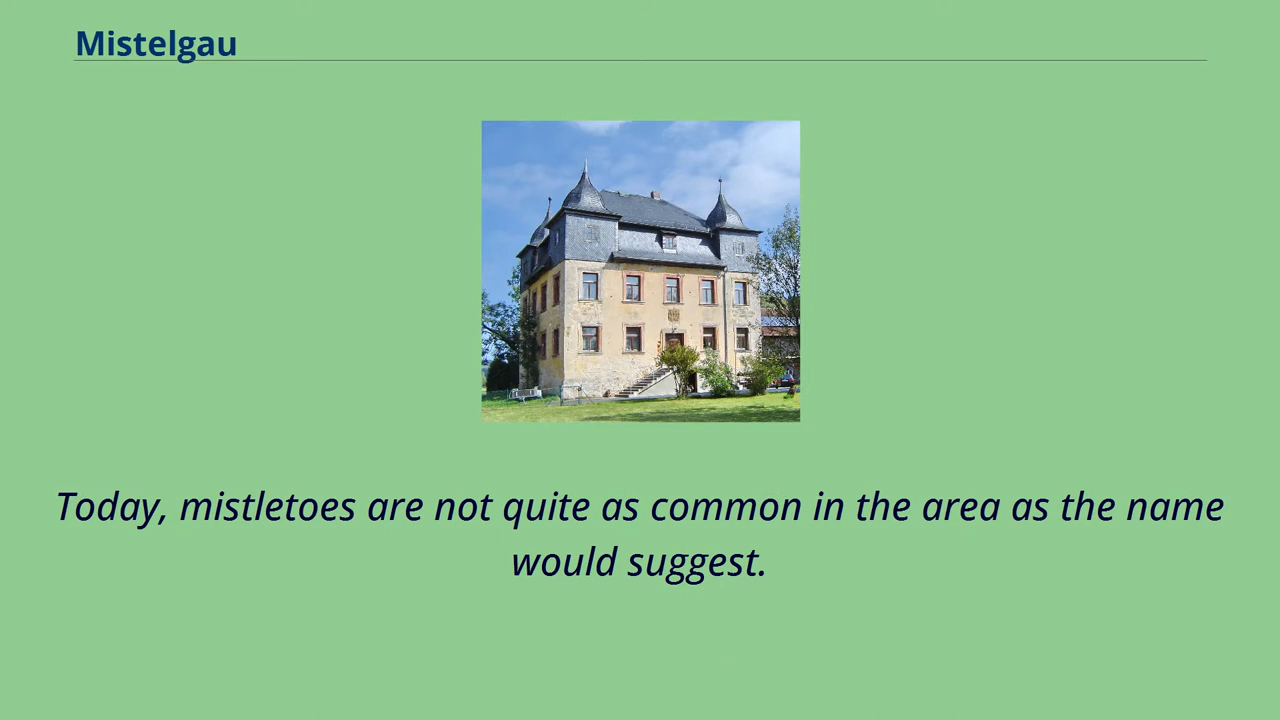 Mistelgau
Today, mistletoes are not quite as common in the area as the name
would suggest.